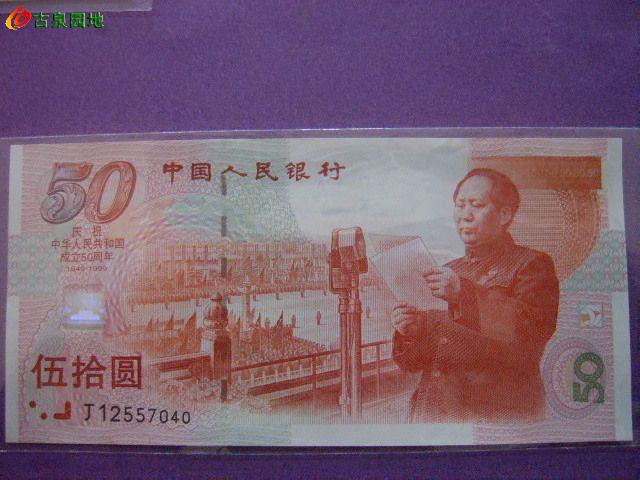 古泉园地
50
中国人民银行
庆祝
中华人民共和国
成立50周年
1949-1999
伍拾圆
J12557040
50